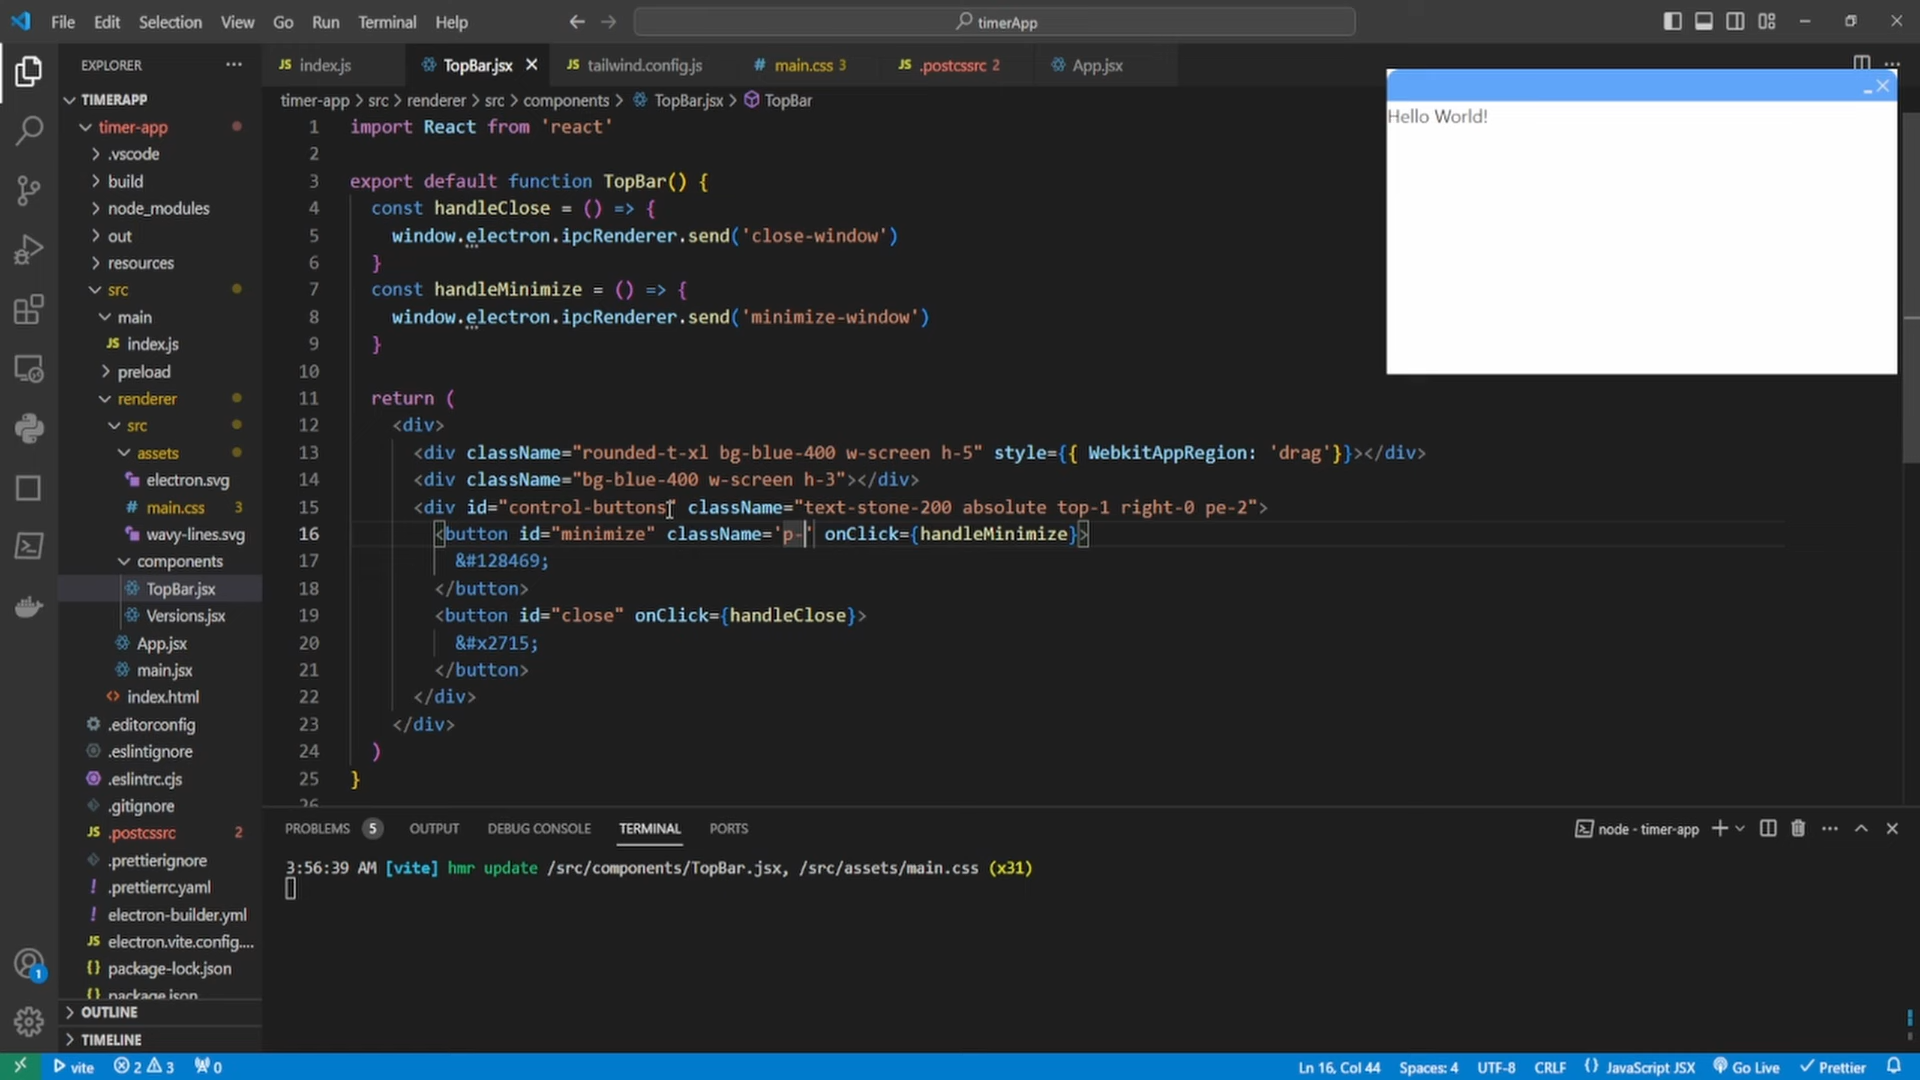 File Edit Selection View Go Run Terminal Help timerApp
EXPLORER
TIMERAPP
timer-app
.vscode
build
node_modules
out
resources
src
main
JS index.js
preload
renderer
src
assets
electron.svg
main.css 3
wavy-lines.svg
components
TopBar.jsx
Versions.jsx
App.jsx
main.jsx
index.html
.editorconfig
.eslintignore
.eslintrc.cjs
.gitignore
JS .postcssrc 2
.prettierignore
! .prettierrc.yaml
! electron-builder.yml
JS electron.vite.config....
{} package-lock.json
{} package.json
OUTLINE
TIMELINE
JS index.js TopBar.jsx JS tailwind.config.js # main.css 3 JS .postcssrc 2 App.jsx
timer-app > src > renderer > src > components > TopBar.jsx > TopBar
1 import React from 'react'
2
3 export default function TopBar() {
4 const handleClose = () => {
5 window.electron.ipcRenderer.send('close-window')
6 }
7 const handleMinimize = () => {
8 window.electron.ipcRenderer.send('minimize-window')
9 }
10
11 return (
12 <div>
13 <div className="rounded-t-xl bg-blue-400 w-screen h-5" style={{ WebkitAppRegion: 'drag'}}></div>
14 <div className="bg-blue-400 w-screen h-3"></div>
15 <div id="control-buttons" className="text-stone-200 absolute top-1 right-0 pe-2">
16 <button id="minimize" className='p-' onClick={handleMinimize}>
17 &#128469;
18 </button>
19 <button id="close" onClick={handleClose}>
20 &#x2715;
21 </button>
22 </div>
23 </div>
24 )
25 }
26
Hello World!
PROBLEMS 5 OUTPUT DEBUG CONSOLE TERMINAL PORTS node - timer-app
3:56:39 AM [vite] hmr update /src/components/TopBar.jsx, /src/assets/main.css (x31)
1
vite 2 3 0 Ln 16, Col 44 Spaces: 4 UTF-8 CRLF {} JavaScript JSX Go Live Prettier